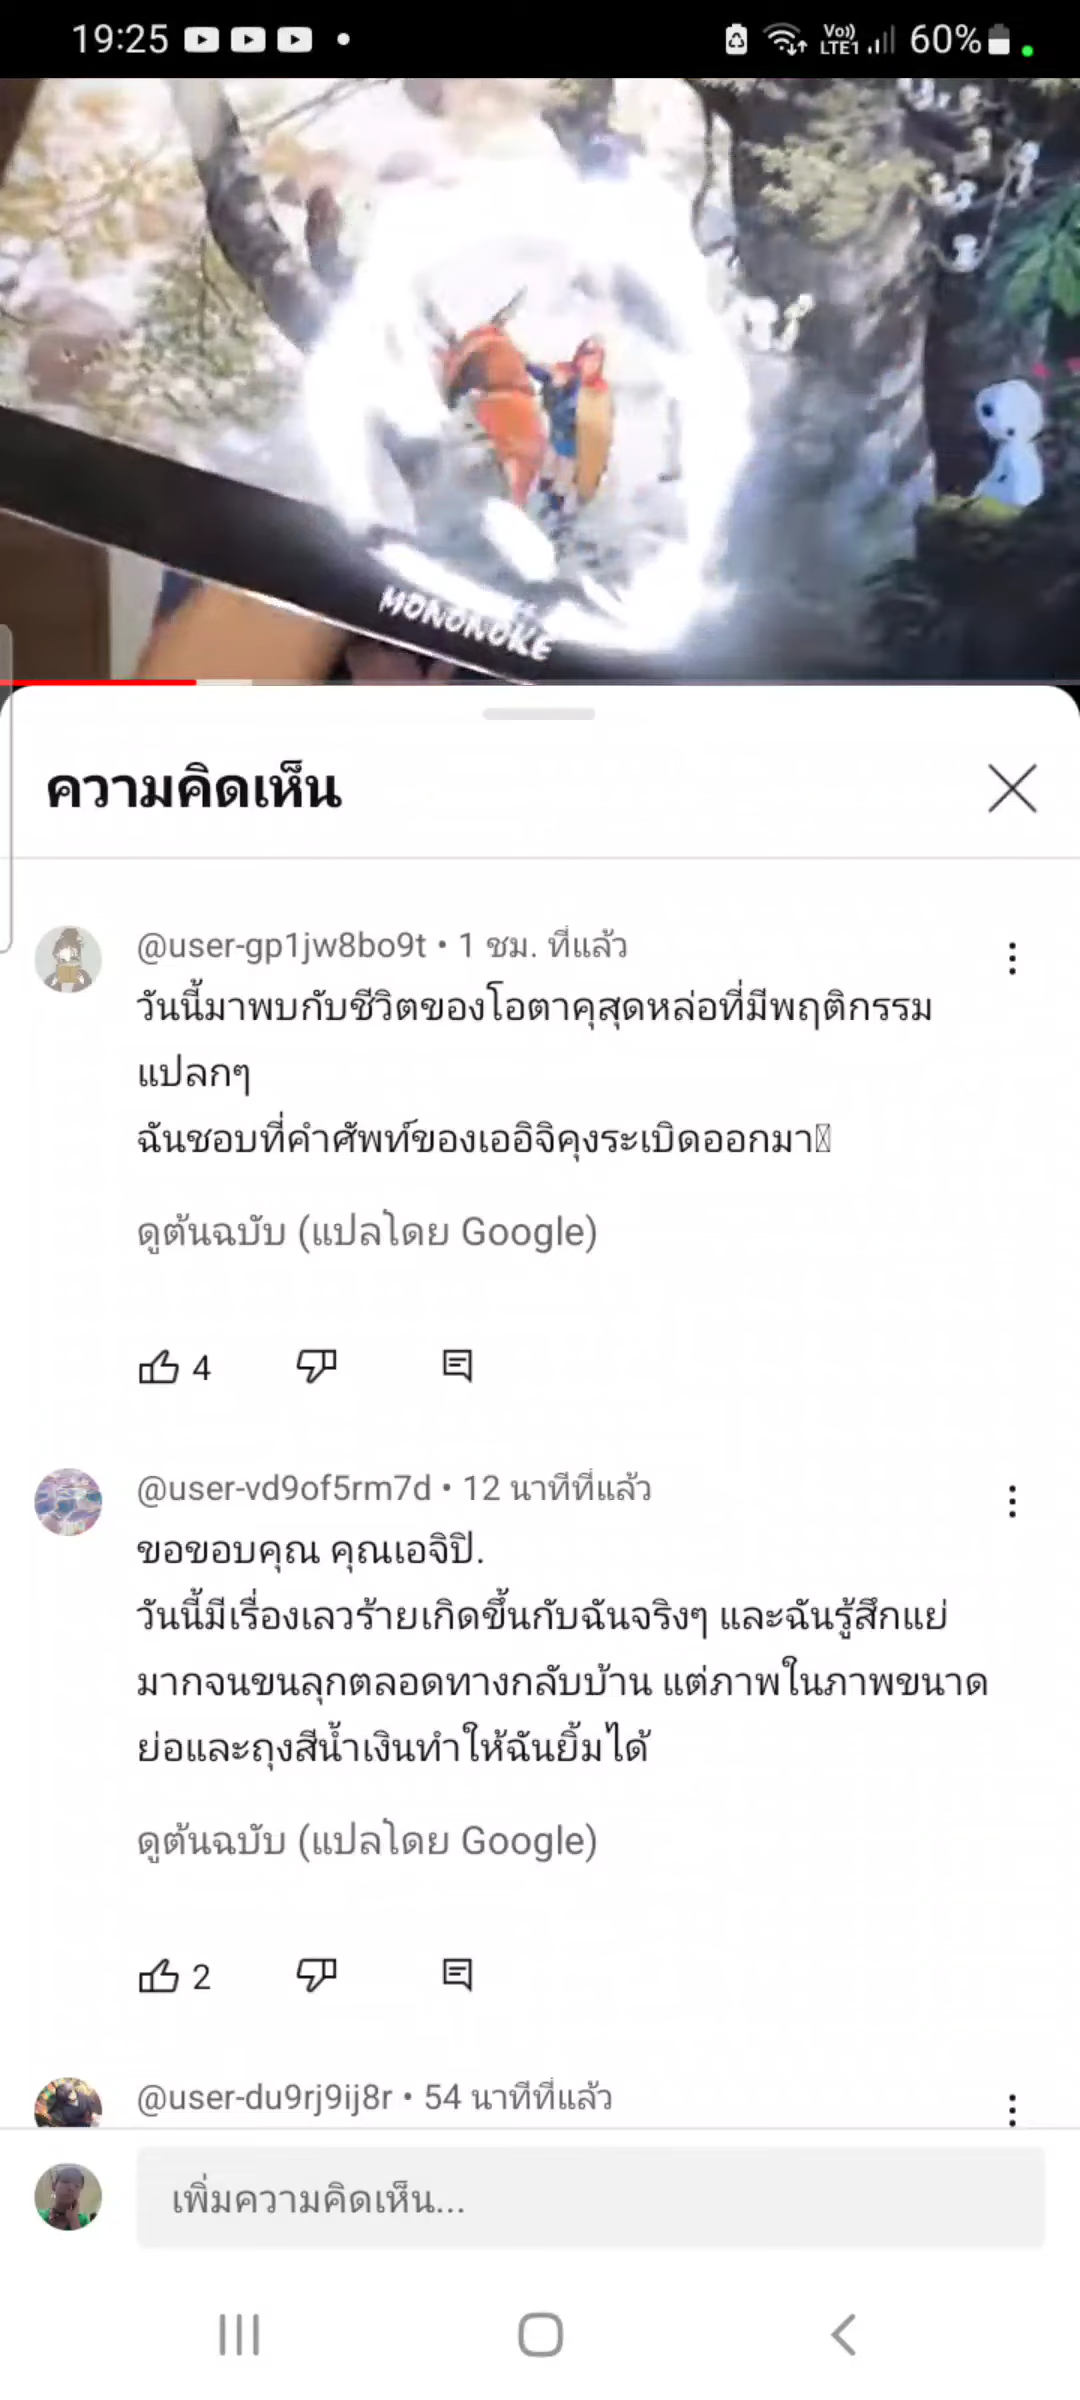 19:25
Vo)) LTE1 60%
MONONOKE
ความคิดเห็น
@user-gp1jw8bo9t • 1 ชม. ที่แล้ว
วันนี้มาพบกับชีวิตของโอตาคุสุดหล่อที่มีพฤติกรรม
แปลกๆ
ฉันชอบที่คำศัพท์ของเออิจิคุงระเบิดออกมา
ดูต้นฉบับ (แปลโดย Google)
4
@user-vd9of5rm7d • 12 นาทีที่แล้ว
ขอขอบคุณ คุณเอจิปิ.
วันนี้มีเรื่องเลวร้ายเกิดขึ้นกับฉันจริงๆ และฉันรู้สึกแย่
มากจนขนลุกตลอดทางกลับบ้าน แต่ภาพในภาพขนาด
ย่อและถุงสีน้ำเงินทำให้ฉันยิ้มได้
ดูต้นฉบับ (แปลโดย Google)
2
@user-du9rj9ij8r • 54 นาทีที่แล้ว
เพิ่มความคิดเห็น...